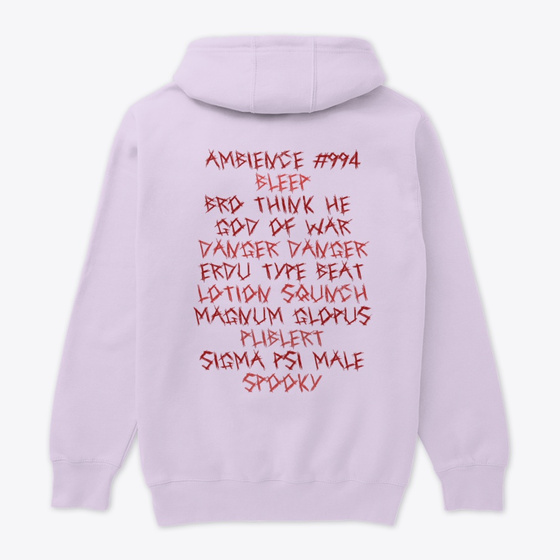 AMBIENCE #994
BLEEP
BRO THINK HE
GOD OF WAR
DANGER DANGER
ERDU TYPE BEAT
LOTION SQUNCH
MAGNUM GLOPUS
PLIBLERT
SIGMA PSI MALE
SPOOKY